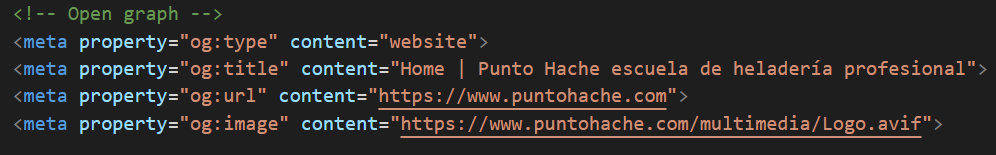 <!-- Open graph -->
<meta property="og:type" content="website">
<meta property="og:title" content="Home | Punto Hache escuela de heladería profesional">
<meta property="og:url" content="https://www.puntohache.com">
<meta property="og:image" content="https://www.puntohache.com/multimedia/Logo.avif">